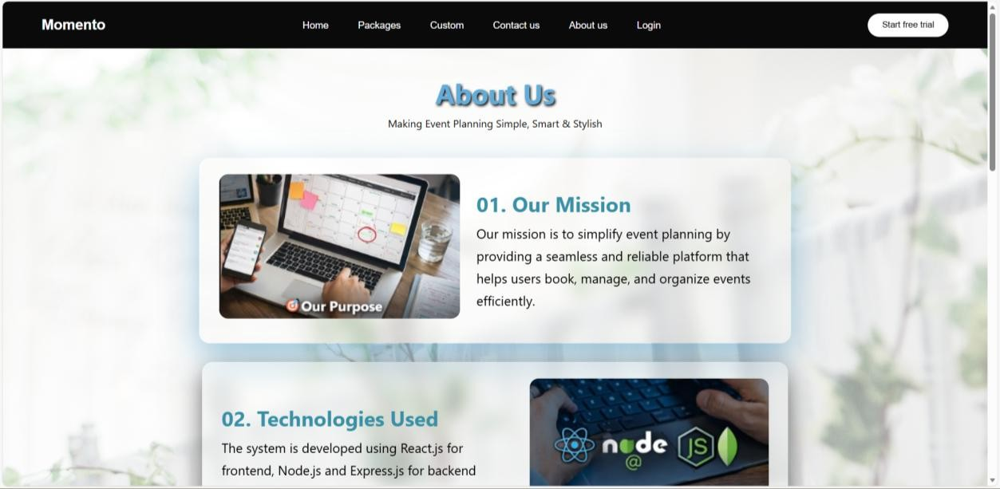 Momento
Home
Packages
Custom
Contact us
About us
Login
Start free trial
About Us
Making Event Planning Simple, Smart & Stylish
Our Purpose
01. Our Mission
Our mission is to simplify event planning by
providing a seamless and reliable platform that
helps users book, manage, and organize events
efficiently.
02. Technologies Used
The system is developed using React.js for
frontend, Node.js and Express.js for backend
node
@
JS